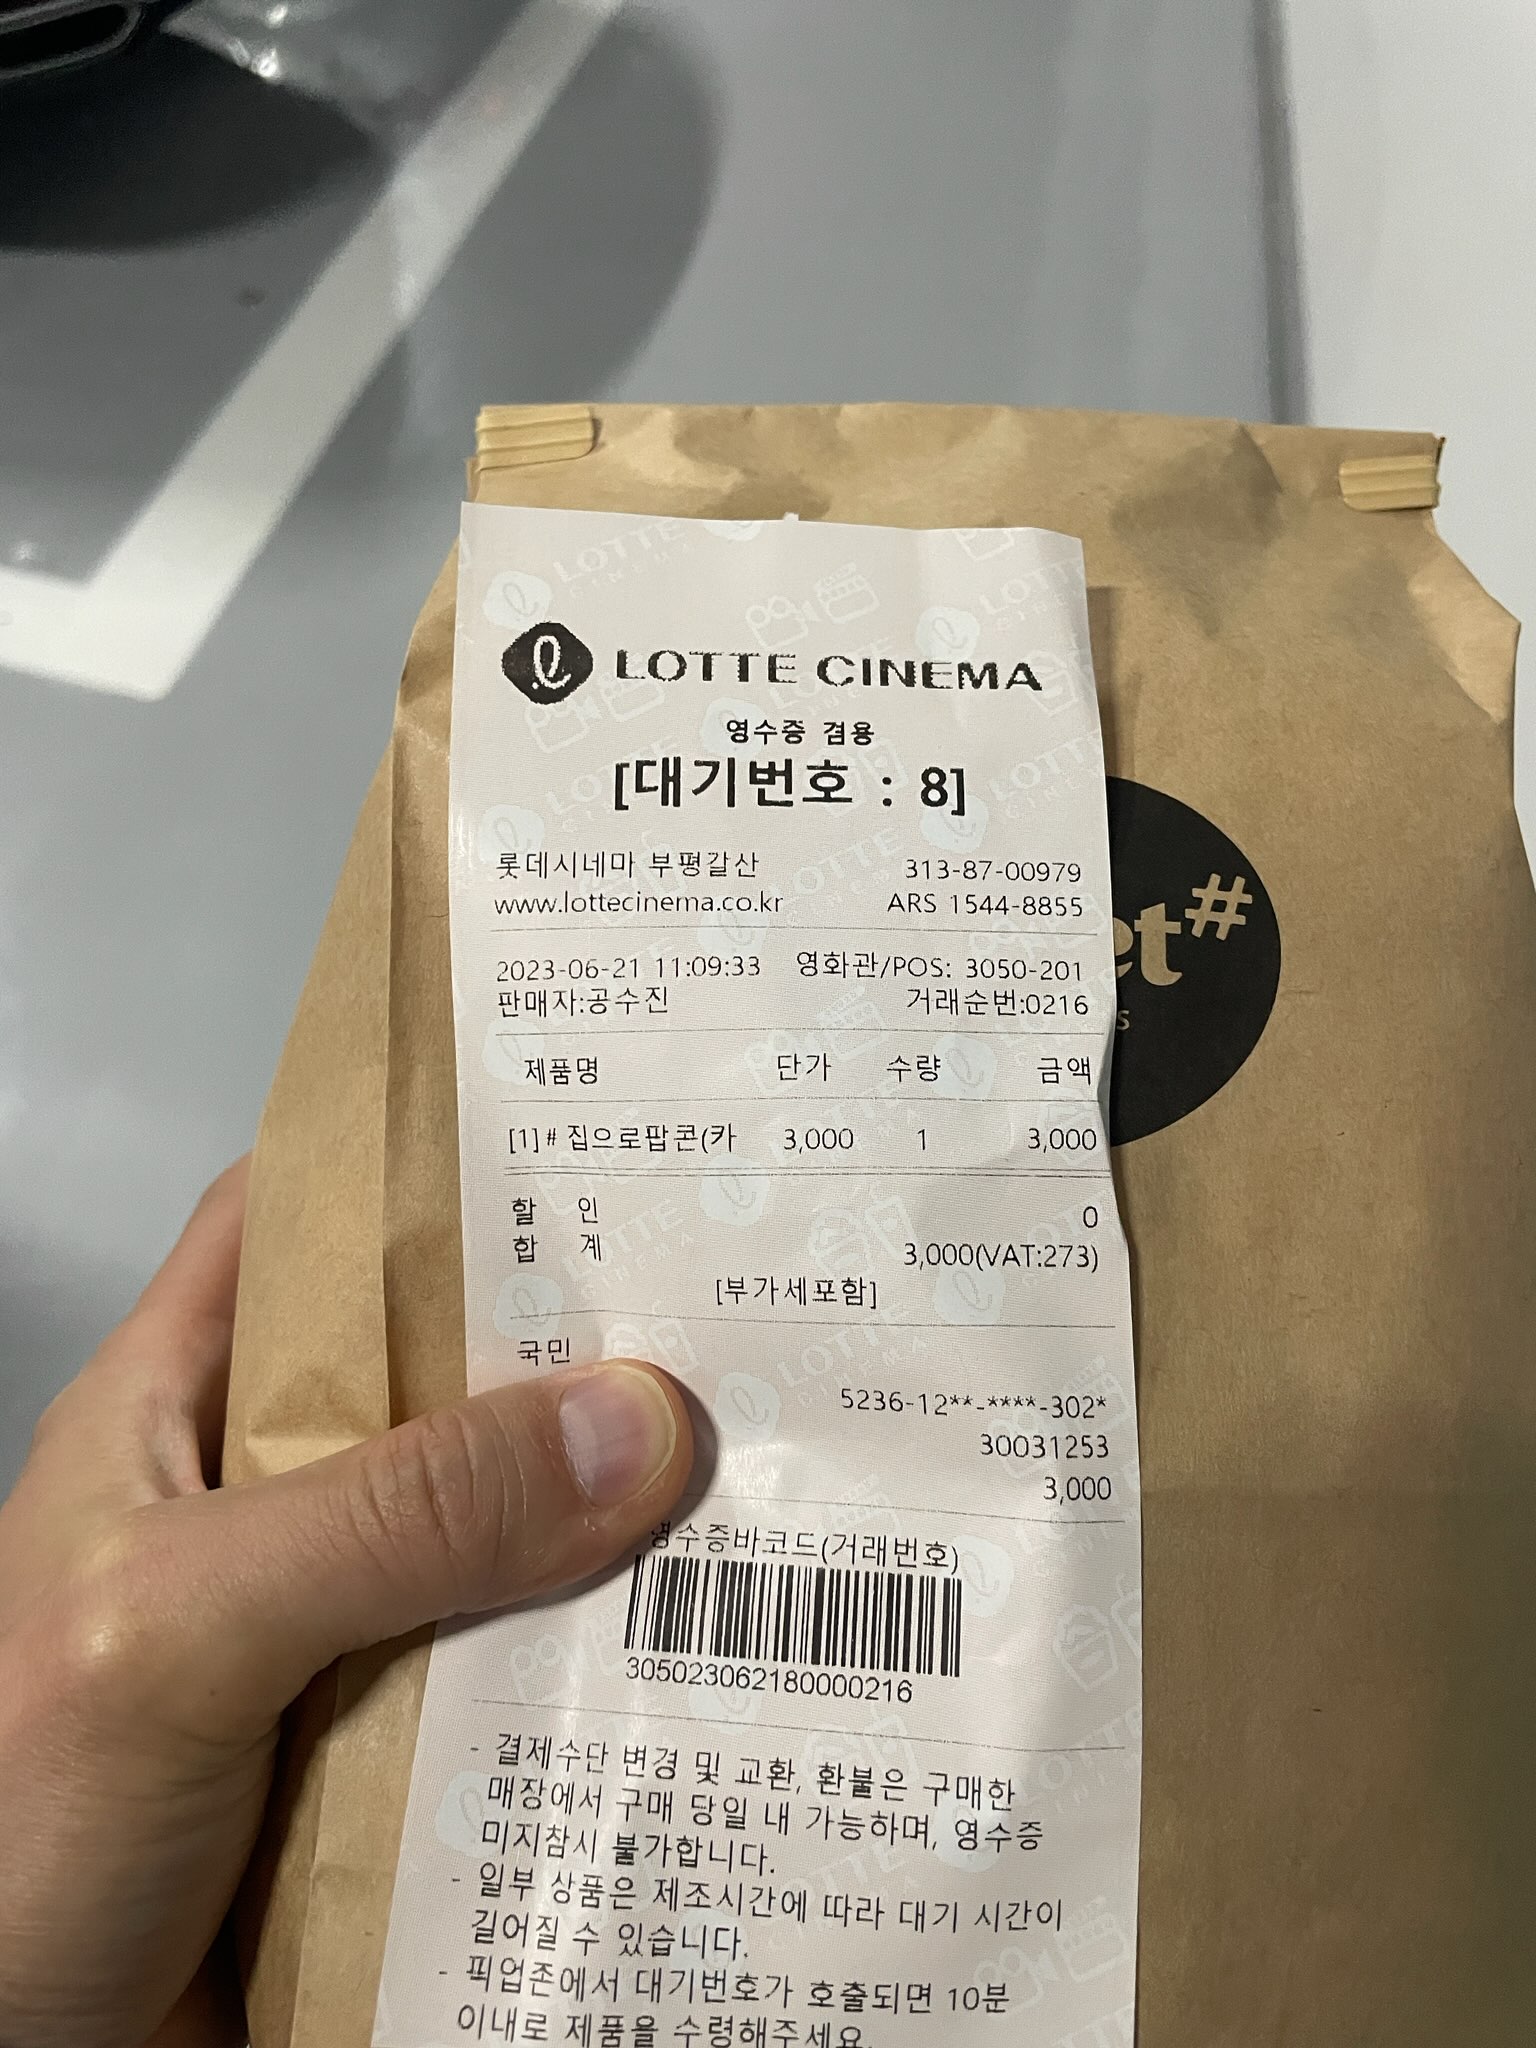 LOTTE CINEMA
영수증 겸용
[대기번호 : 8]
롯데시네마 부평갈산 313-87-00979
www.lottecinema.co.kr ARS 1544-8855
2023-06-21 11:09:33 영화관/POS: 3050-201
판매자:공수진 거래순번:0216
제품명 단가 수량 금액
[1]# 집으로팝콘(카 3,000 1 3,000
할 인 0
합 계 3,000(VAT:273)
[부가세포함]
국민
5236-12**-****-302*
30031253
3,000
영수증바코드(거래번호)
305023062180000216
- 결제수단 변경 및 교환, 환불은 구매한
매장에서 구매 당일 내 가능하며, 영수증
미지참시 불가합니다.
- 일부 상품은 제조시간에 따라 대기 시간이
길어질 수 있습니다.
- 픽업존에서 대기번호가 호출되면 10분
이내로 제품을 수령해주세요.
et#
s